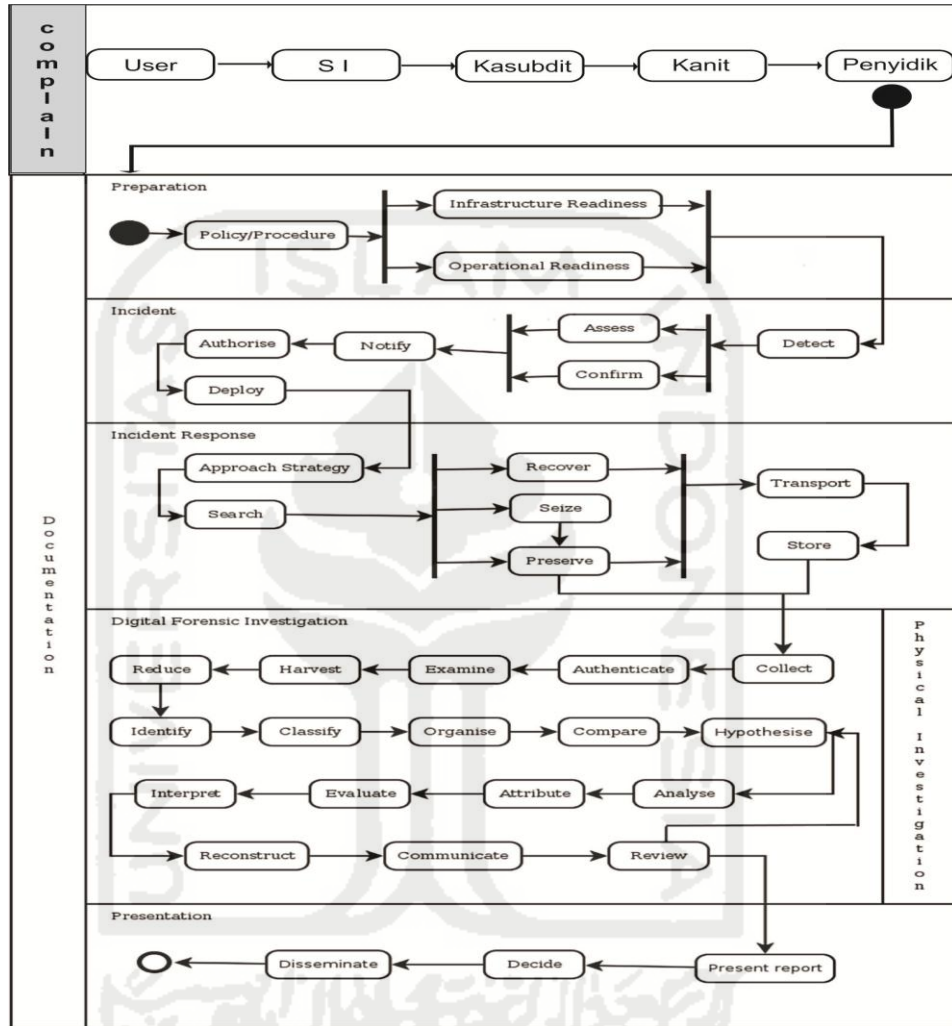 complaIn
User
S I
Kasubdit
Kanit
Penyidik
Documentation
Preparation
Policy/Procedure
Infrastructure Readiness
Operational Readiness
Incident
Authorise
Notify
Assess
Confirm
Detect
Deploy
Incident Response
Approach Strategy
Search
Recover
Seize
Preserve
Transport
Store
Digital Forensic Investigation
Physical Investigation
Reduce
Harvest
Examine
Authenticate
Collect
Identify
Classify
Organise
Compare
Hypothesise
Interpret
Evaluate
Attribute
Analyse
Reconstruct
Communicate
Review
Presentation
Disseminate
Decide
Present report
UNIVERSITAS
ISLAM
INDONESIA